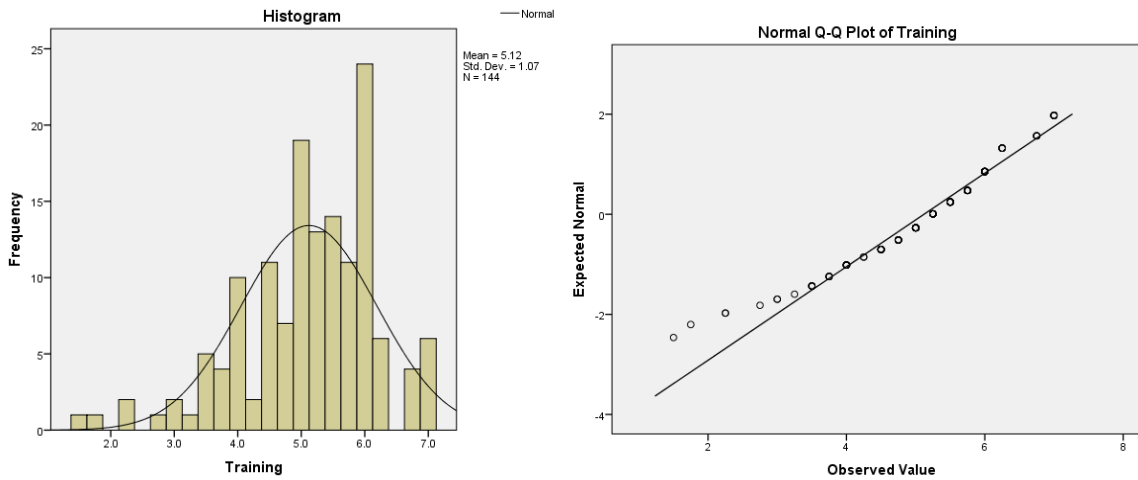 Histogram
Normal
Mean = 5.12
Std. Dev. = 1.07
N = 144
25
20
15
10
5
0
Frequency
2.0 3.0 4.0 5.0 6.0 7.0
Training
Normal Q-Q Plot of Training
2
0
-2
-4
Expected Normal
2 4 6 8
Observed Value